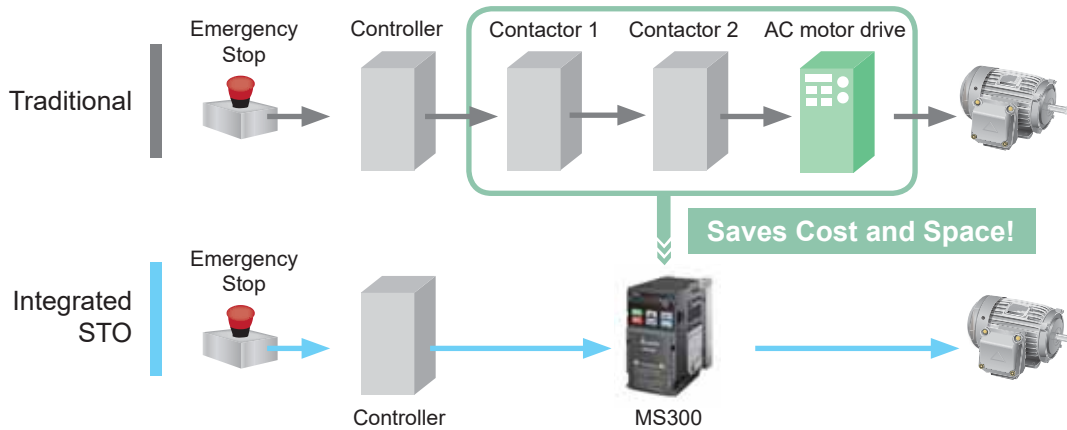 Emergency
Stop
Controller
Contactor 1
Contactor 2
AC motor drive
Traditional
Saves Cost and Space!
Emergency
Stop
Integrated
STO
Controller
MS300